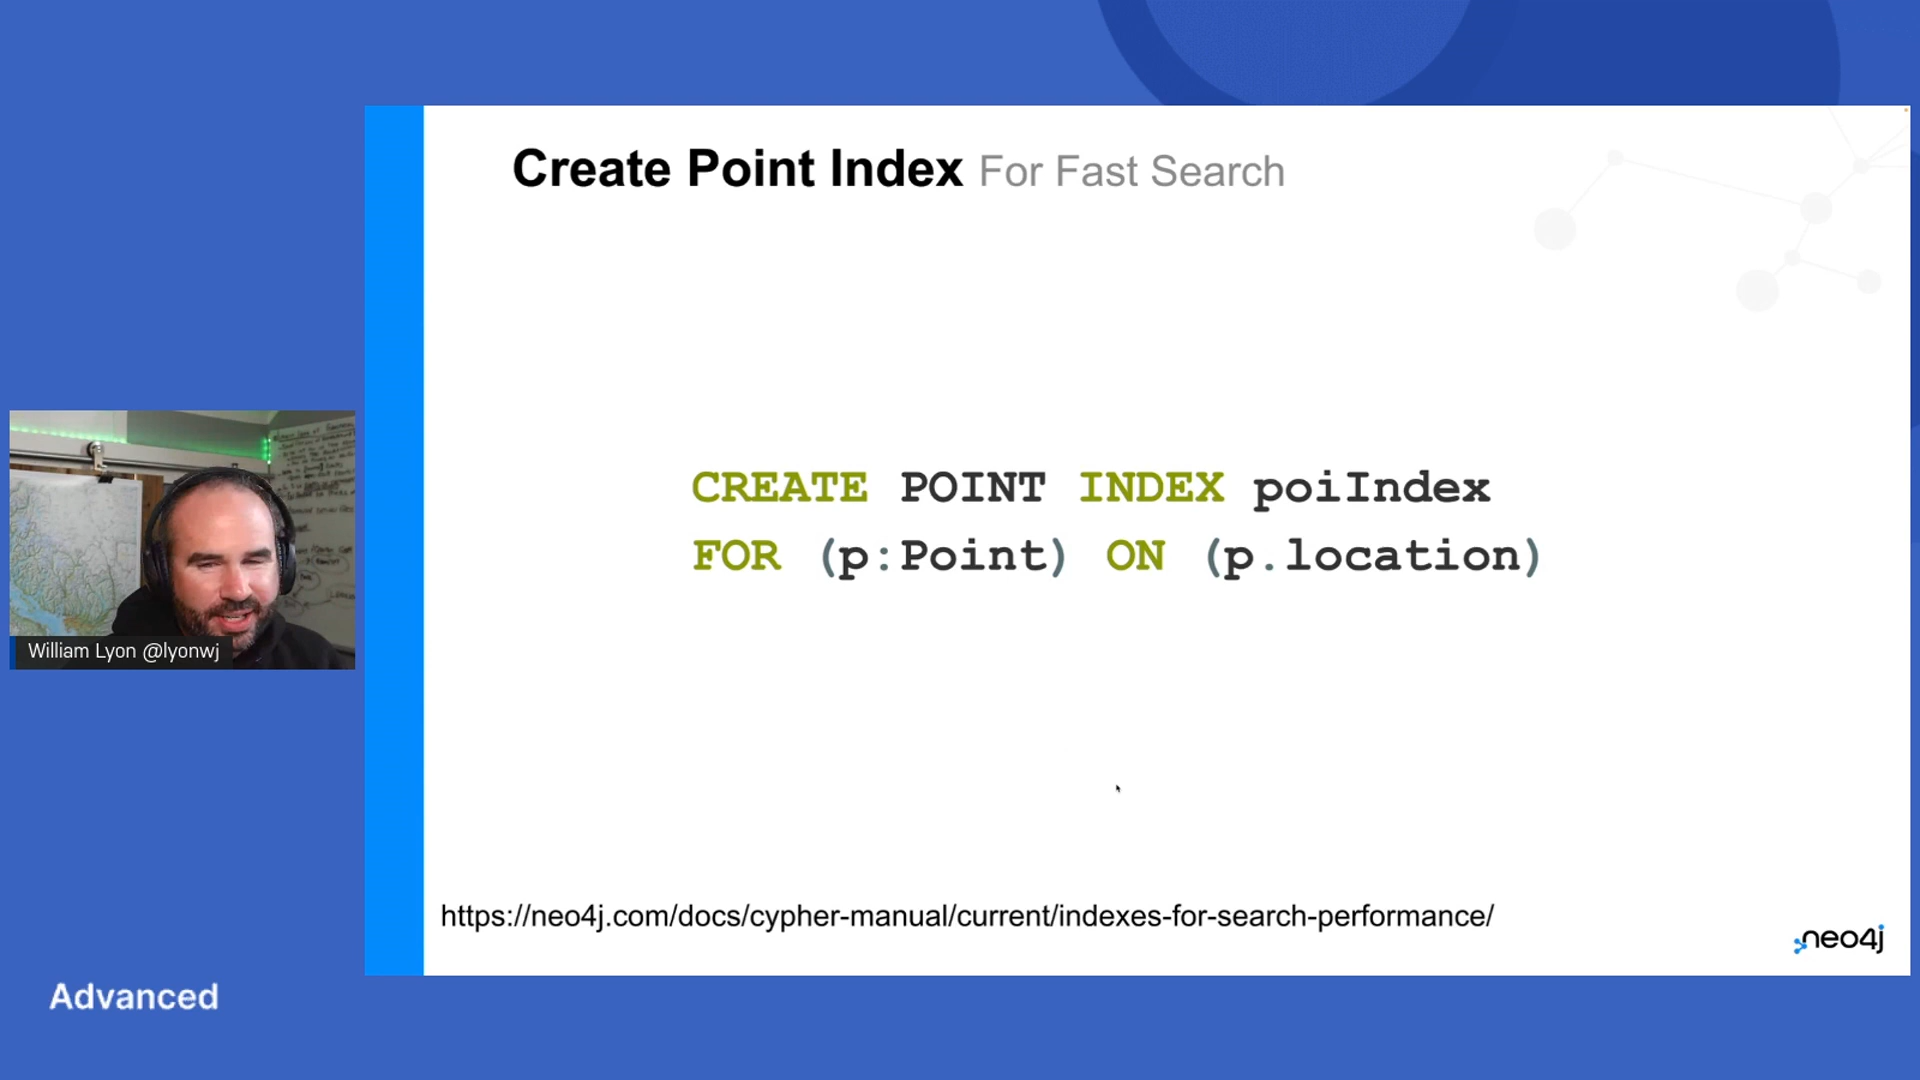 Create Point Index For Fast Search
CREATE POINT INDEX poiIndex
FOR (p:Point) ON (p.location)
William Lyon @lyonwj
https://neo4j.com/docs/cypher-manual/current/indexes-for-search-performance/
neo4j
Advanced